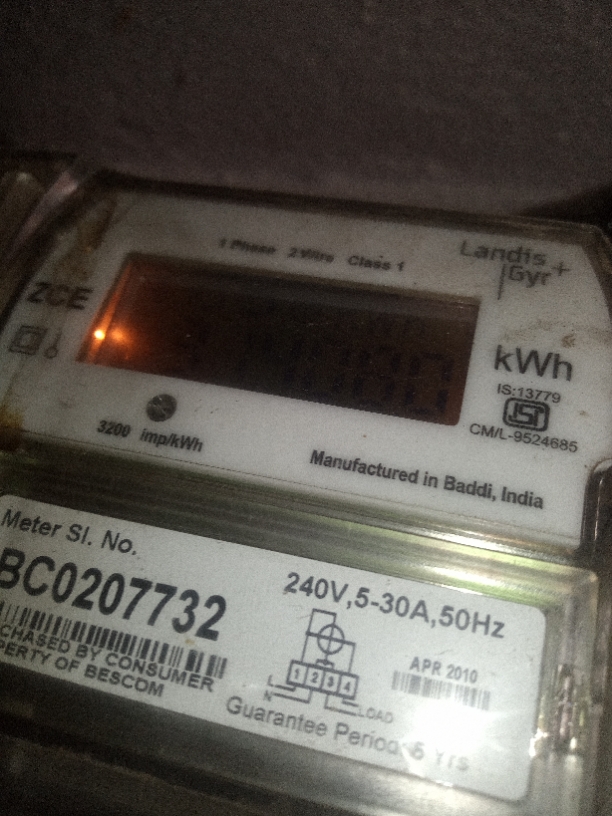 1 Phase 2 Wire Class 1
Landis
Gyr+
ZCE
kWh
IS:13779
ISI
CM/L-9524685
3200 imp/kWh
Manufactured in Baddi, India
Meter Sl. No.
BC0207732
240V,5-30A,50Hz
CHASED BY CONSUMER
PERTY OF BESCOM
APR 2010
1 2 3 4
L
N
LOAD
Guarantee Period 5 Yrs